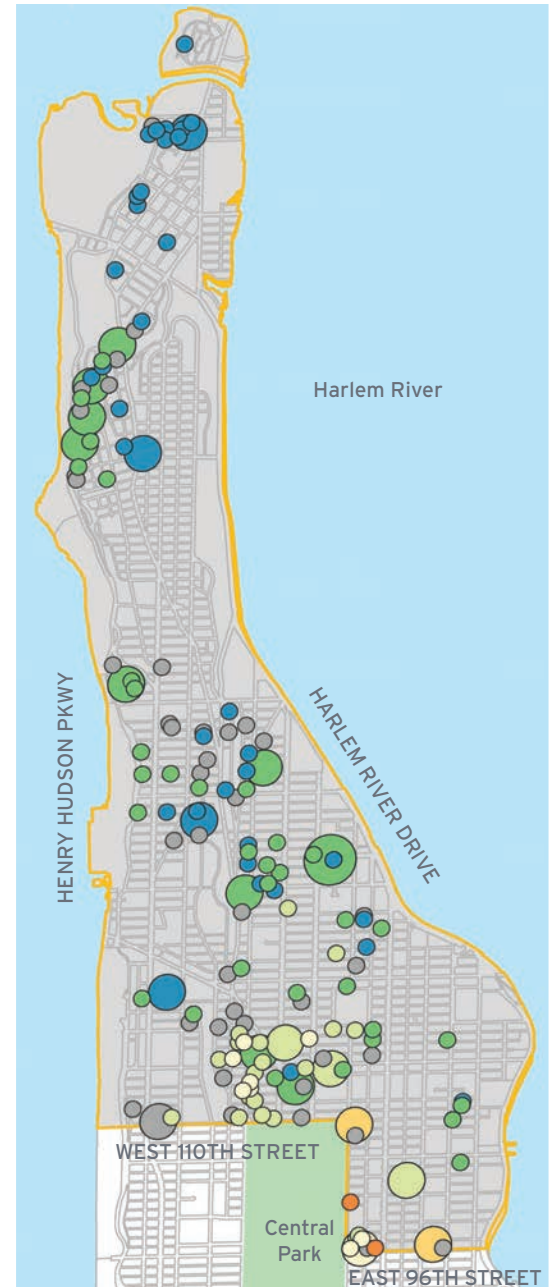 Harlem River
HENRY HUDSON PKWY
HARLEM RIVER DRIVE
WEST 110TH STREET
Central
Park
EAST 96TH STREET